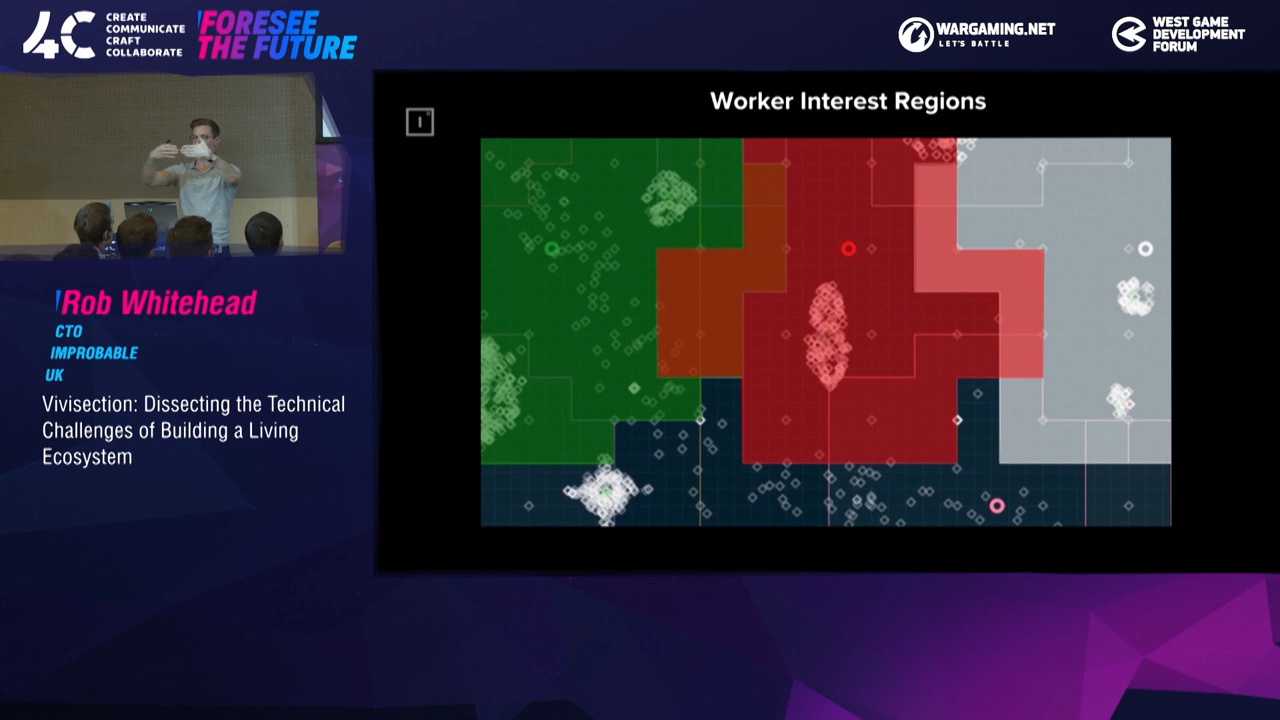 4C
CREATE
COMMUNICATE
CRAFT
COLLABORATE
FORESEE
THE FUTURE
WARGAMING.NET
LET'S BATTLE
WEST GAME
DEVELOPMENT
FORUM
Worker Interest Regions
Rob Whitehead
CTO
IMPROBABLE
UK
Vivisection: Dissecting the Technical
Challenges of Building a Living
Ecosystem